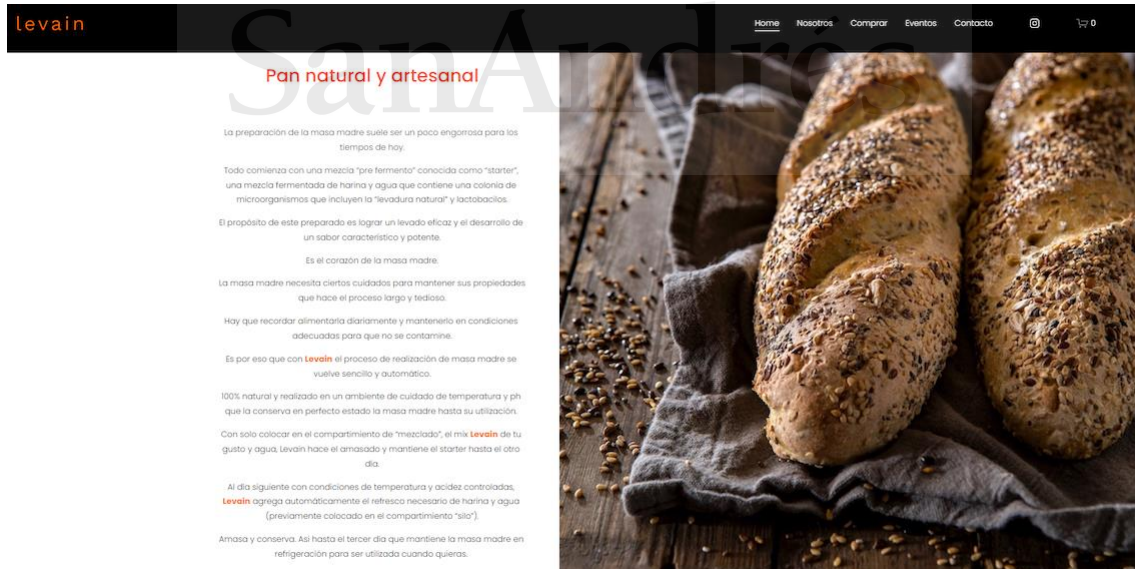 levain
Home Nosotros Comprar Eventos Contacto 0
SanAndrés
Pan natural y artesanal
La preparación de la masa madre suele ser un poco engorrosa para los
tiempos de hoy.
Todo comienza con una mezcla "pre fermento" conocida como "starter",
una mezcla fermentada de harina y agua que contiene una colonia de
microorganismos que incluyen la "levadura natural" y lactobacilos.
El propósito de este preparado es lograr un levado eficaz y el desarrollo de
un sabor característico y potente.
Es el corazón de la masa madre.
La masa madre necesita ciertos cuidados para mantener sus propiedades
que hace el proceso largo y tedioso.
Hay que recordar alimentarla diariamente y mantenerlo en condiciones
adecuadas para que no se contamine.
Es por eso que con Levain el proceso de realización de masa madre se
vuelve sencillo y automático.
100% natural y realizado en un ambiente de cuidado de temperatura y ph
que la conserva en perfecto estado la masa madre hasta su utilización.
Con solo colocar en el compartimiento de "mezclado", el mix Levain de tu
gusto y agua, Levain hace el amasado y mantiene el starter hasta el otro
día.
Al día siguiente con condiciones de temperatura y acidez controladas,
Levain agrega automáticamente el refresco necesario de harina y agua
(previamente colocado en el compartimiento "silo").
Amasa y conserva. Así hasta el tercer día que mantiene la masa madre en
refrigeración para ser utilizada cuando quieras.